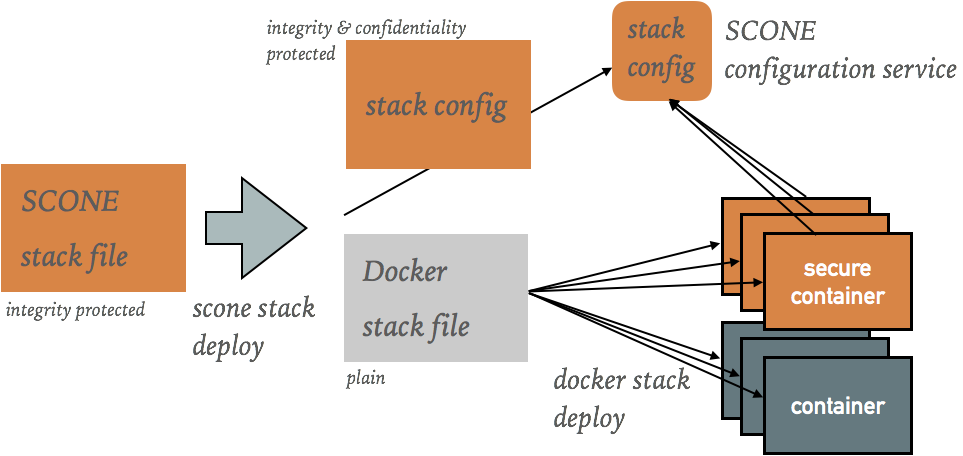 integrity & confidentiality
protected
stack config
stack
config
SCONE
configuration service
SCONE
stack file
integrity protected
scone stack
deploy
Docker
stack file
plain
docker stack
deploy
secure
container
container